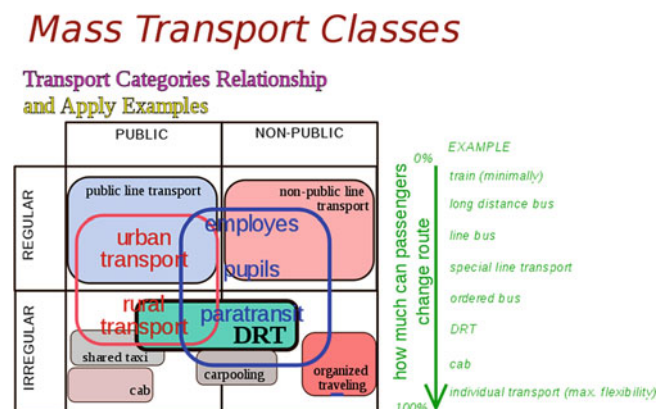 Mass Transport Classes
Transport Categories Relationship
and Apply Examples
PUBLIC
NON-PUBLIC
REGULAR
IRREGULAR
public line transport
non-public line
transport
urban
transport
employes
pupils
rural
transport
paratransit
DRT
shared taxi
cab
carpooling
organized
traveling
how much can passengers
change route
0%
100%
EXAMPLE
train (minimally)
long distance bus
line bus
special line transport
ordered bus
DRT
cab
individual transport (max. flexibility)